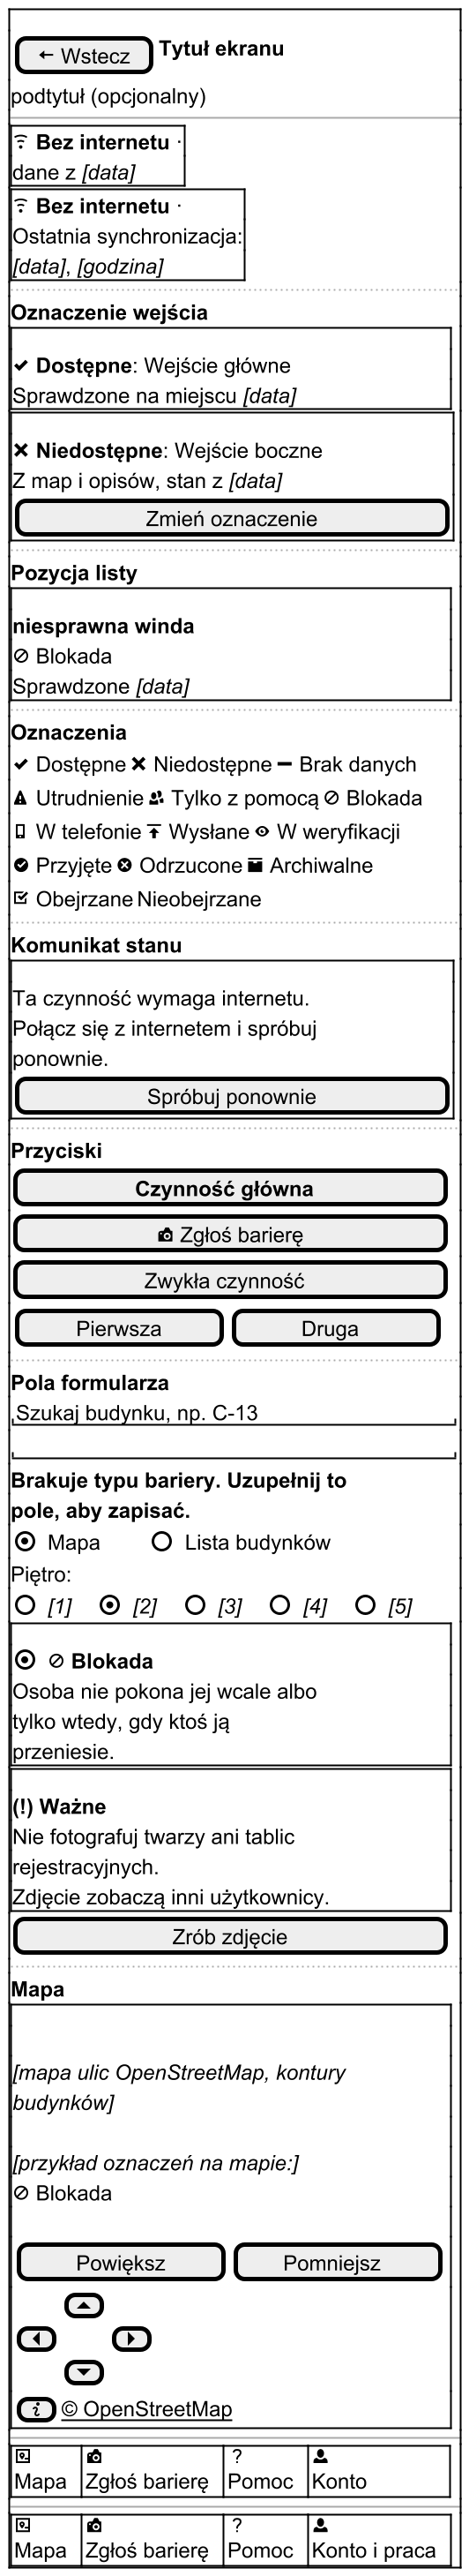 ← Wstecz Tytuł ekranu
podtytuł (opcjonalny)
Bez internetu ·
dane z [data]
Bez internetu ·
Ostatnia synchronizacja:
[data], [godzina]
Oznaczenie wejścia
✔ Dostępne: Wejście główne
Sprawdzone na miejscu [data]
✖ Niedostępne: Wejście boczne
Z map i opisów, stan z [data]
Zmień oznaczenie
Pozycja listy
niesprawna winda
Blokada
Sprawdzone [data]
Oznaczenia
Dostępne Niedostępne Brak danych
Utrudnienie Tylko z pomocą Blokada
W telefonie Wysłane W weryfikacji
Przyjęte Odrzucone Archiwalne
Obejrzane Nieobejrzane
Komunikat stanu
Ta czynność wymaga internetu.
Połącz się z internetem i spróbuj
ponownie.
Spróbuj ponownie
Przyciski
Czynność główna
Zgłoś barierę
Zwykła czynność
Pierwsza Druga
Pola formularza
Szukaj budynku, np. C-13
Brakuje typu bariery. Uzupełnij to
pole, aby zapisać.
Mapa Lista budynków
Piętro:
[1] [2] [3] [4] [5]
Blokada
Osoba nie pokona jej wcale albo
tylko wtedy, gdy ktoś ją
przeniesie.
(!) Ważne
Nie fotografuj twarzy ani tablic
rejestracyjnych.
Zdjęcie zobaczą inni użytkownicy.
Zrób zdjęcie
Mapa
[mapa ulic OpenStreetMap, kontury
budynków]
[przykład oznaczeń na mapie:]
Blokada
Powiększ Pomniejsz
i © OpenStreetMap
?
Mapa Zgłoś barierę Pomoc Konto
?
Mapa Zgłoś barierę Pomoc Konto i praca